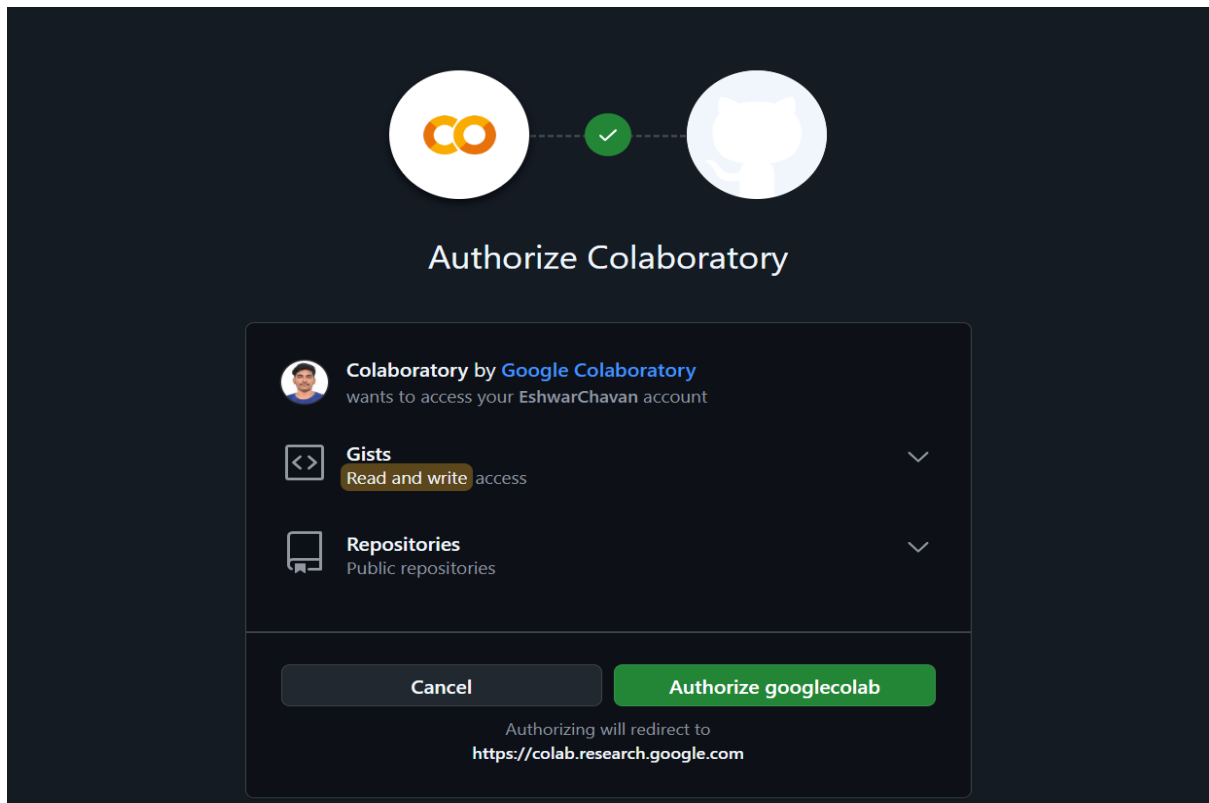 Authorize Colaboratory
Colaboratory by Google Colaboratory
wants to access your EshwarChavan account
Gists
Read and write access
Repositories
Public repositories
Cancel
Authorize googlecolab
Authorizing will redirect to
https://colab.research.google.com